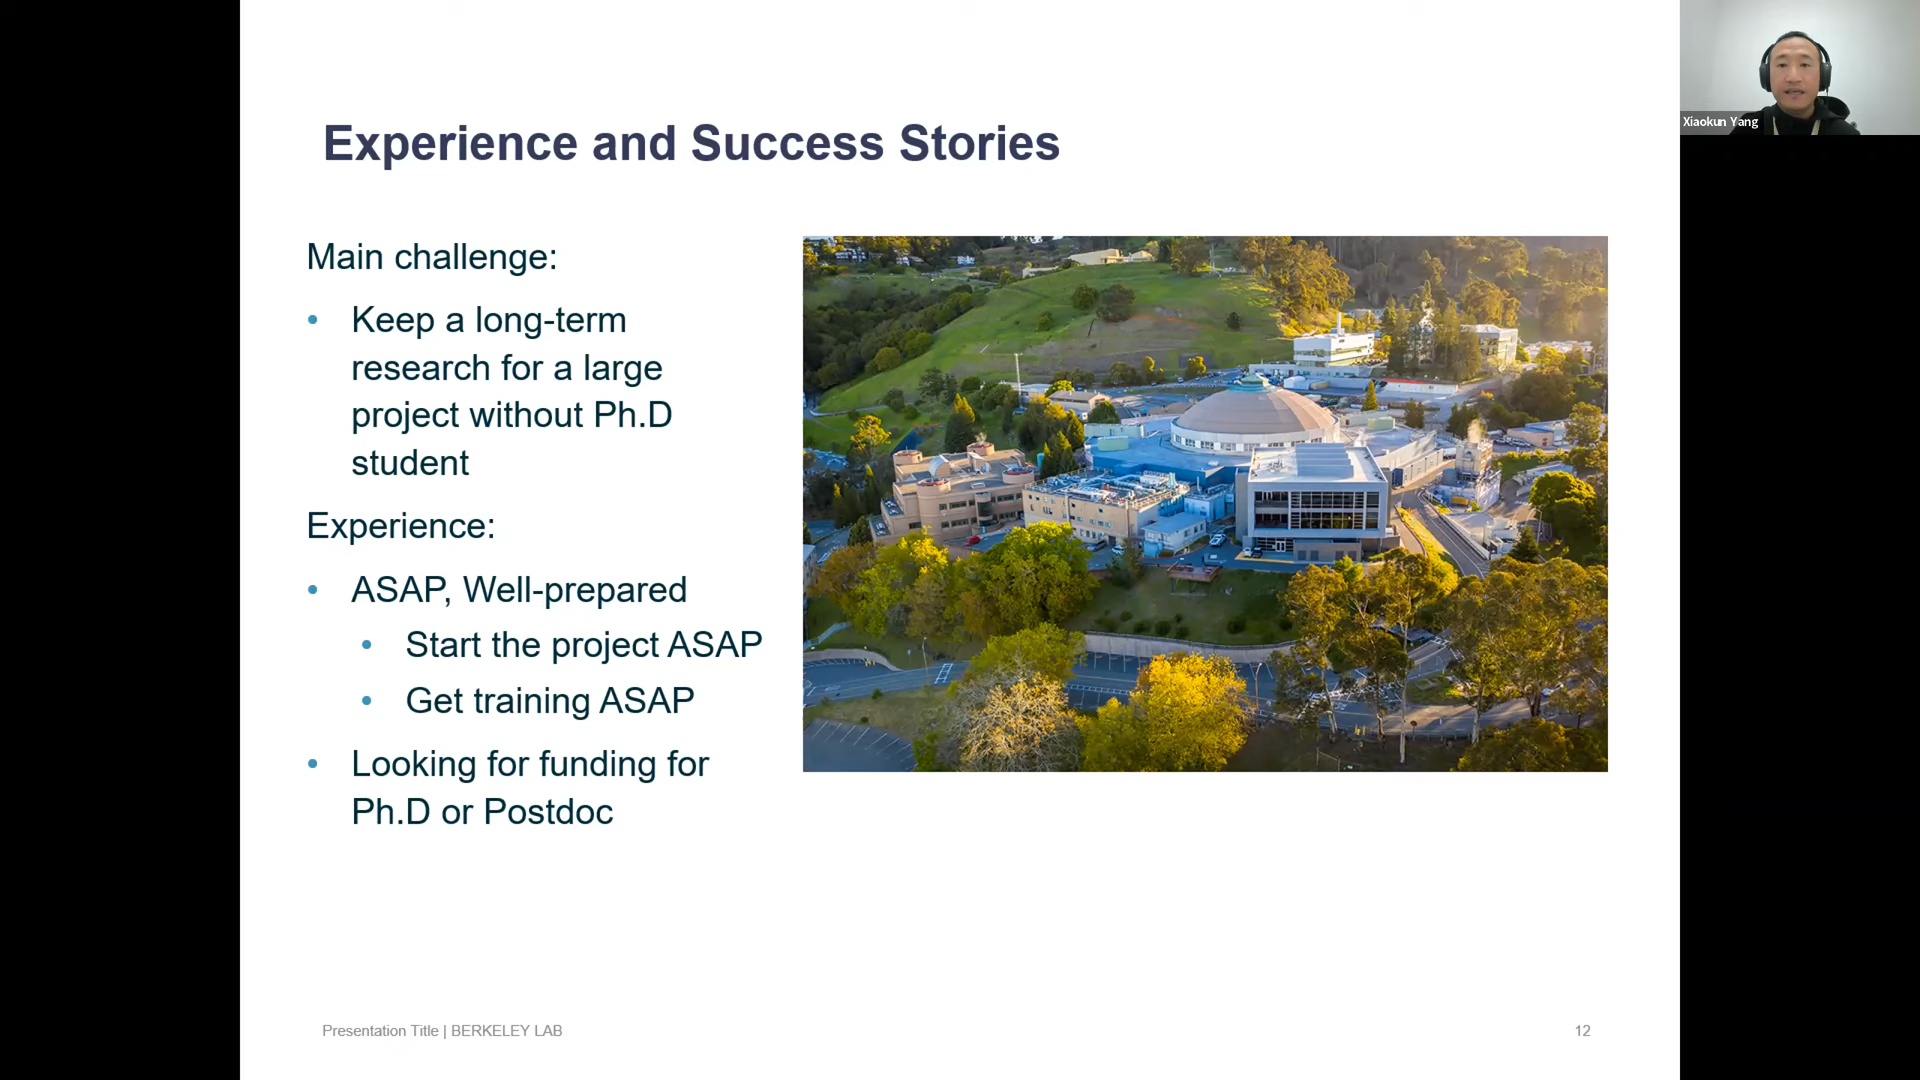 Experience and Success Stories
Main challenge:
• Keep a long-term
research for a large
project without Ph.D
student
Experience:
• ASAP, Well-prepared
• Start the project ASAP
• Get training ASAP
• Looking for funding for
Ph.D or Postdoc
Presentation Title | BERKELEY LAB
12
Xiaokun Yang